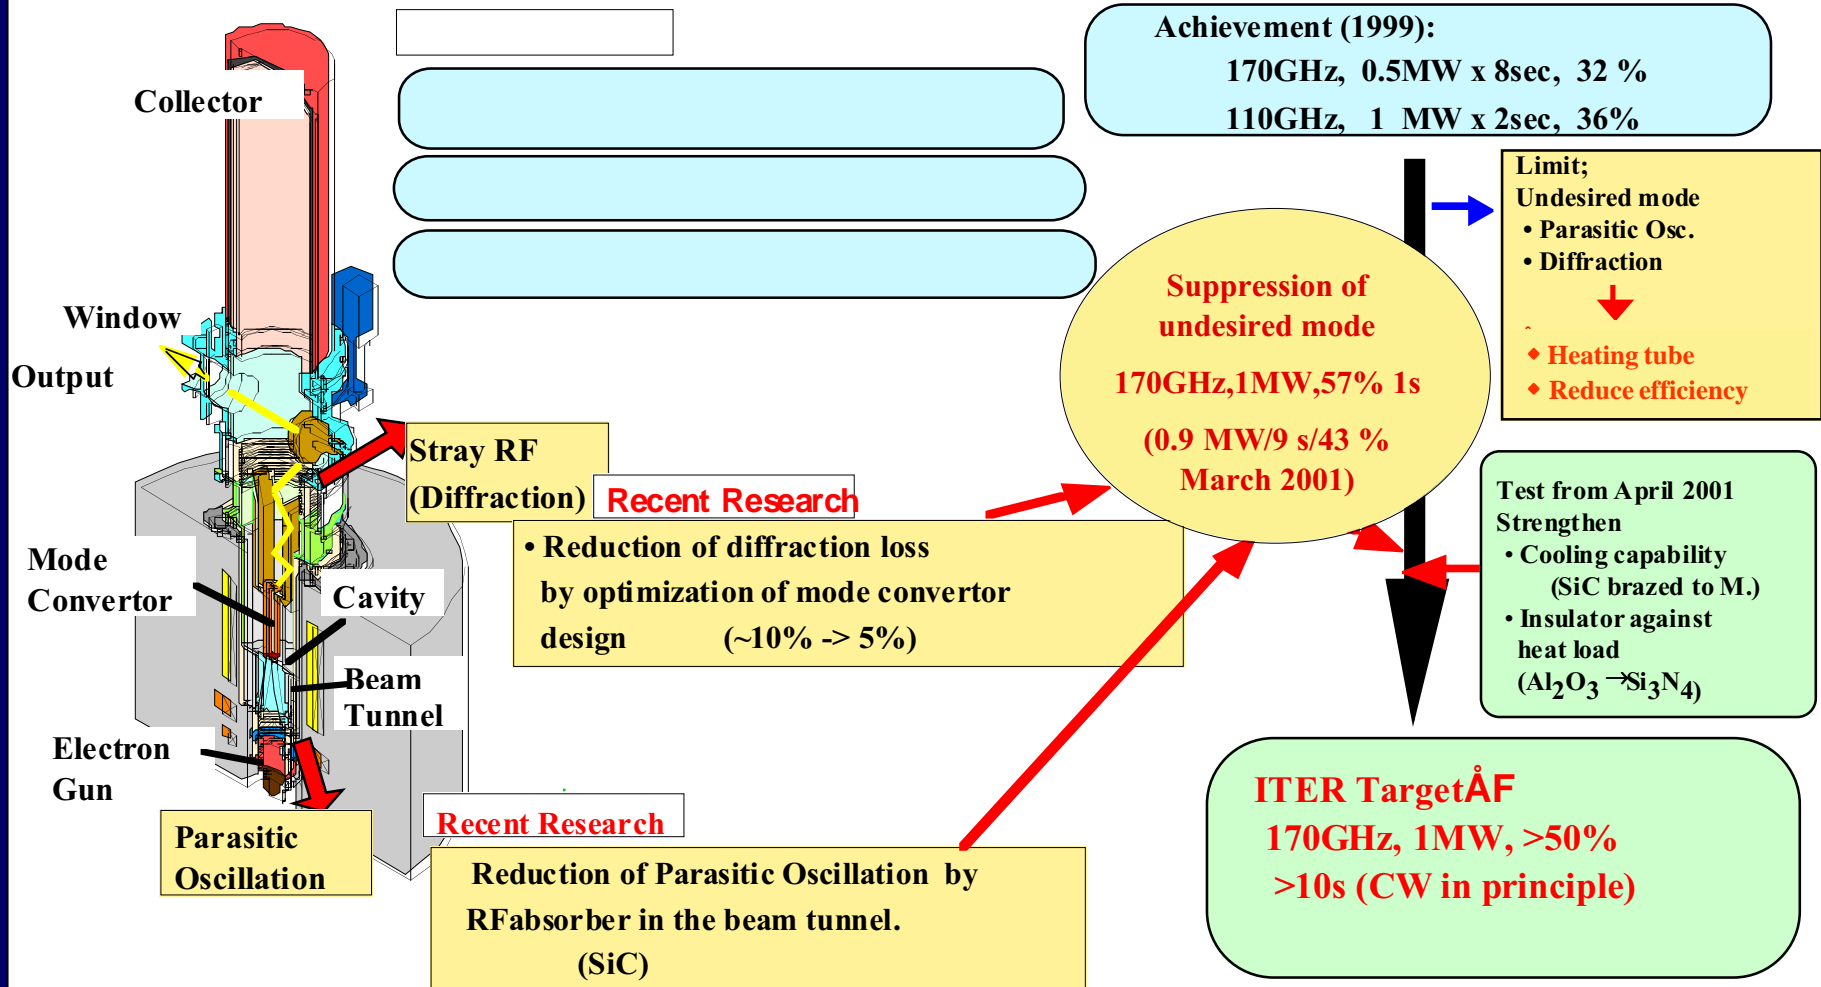 Collector
Window
Output
Mode
Convertor
Cavity
Beam
Tunnel
Electron
Gun
Parasitic
Oscillation
Stray RF
(Diffraction)
Recent Research
• Reduction of diffraction loss
by optimization of mode convertor
design (~10% -> 5%)
Recent Research
Reduction of Parasitic Oscillation by
RFabsorber in the beam tunnel.
(SiC)
Achievement (1999):
170GHz, 0.5MW x 8sec, 32 %
110GHz, 1 MW x 2sec, 36%
Limit;
Undesired mode
• Parasitic Osc.
• Diffraction
◆ Heating tube
◆ Reduce efficiency
Suppression of
undesired mode
170GHz,1MW,57% 1s
(0.9 MW/9 s/43 %
March 2001)
Test from April 2001
Strengthen
• Cooling capability
(SiC brazed to M.)
• Insulator against
heat load
(Al₂O₃ →Si₃N₄)
ITER TargetÅF
170GHz, 1MW, >50%
>10s (CW in principle)